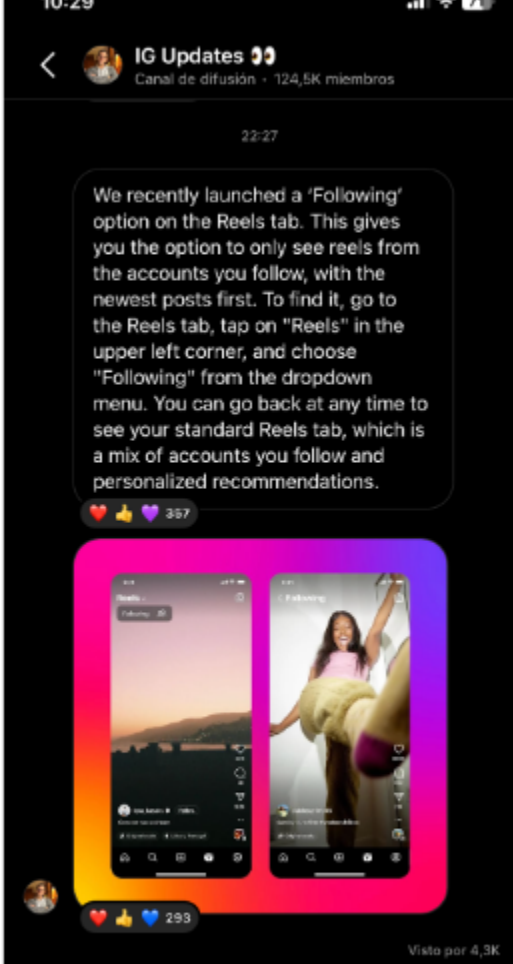 10:29
IG Updates 👀
Canal de difusión · 124,5K miembros
22:27
We recently launched a 'Following'
option on the Reels tab. This gives
you the option to only see reels from
the accounts you follow, with the
newest posts first. To find it, go to
the Reels tab, tap on "Reels" in the
upper left corner, and choose
"Following" from the dropdown
menu. You can go back at any time to
see your standard Reels tab, which is
a mix of accounts you follow and
personalized recommendations.
❤️👍💜 357
Reels
Following
Following
❤️👍💙 293
Visto por 4,3K